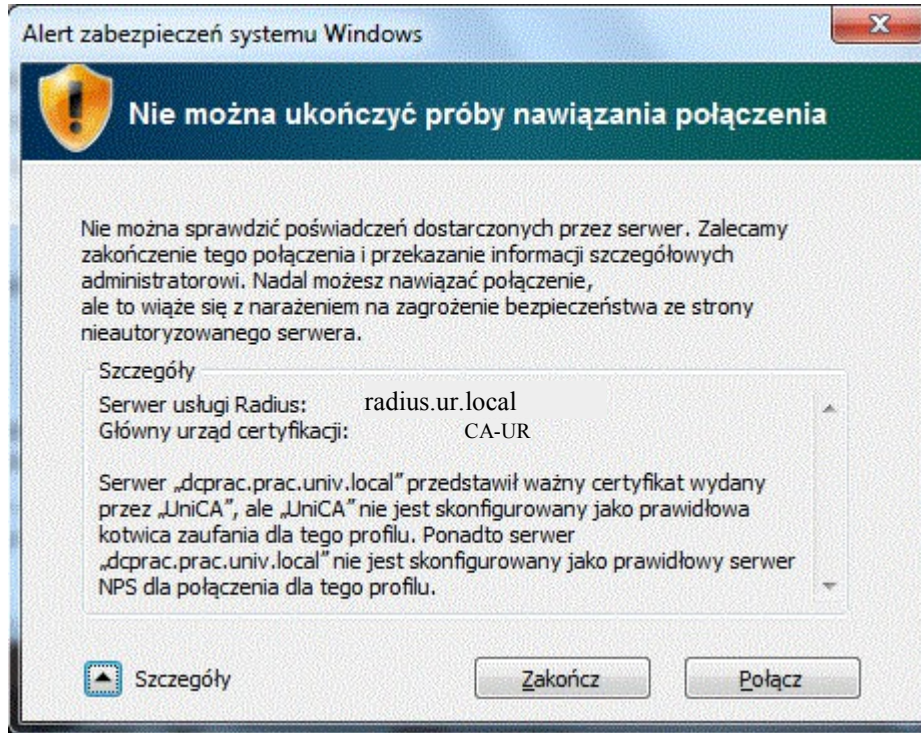 Alert zabezpieczeń systemu Windows
Nie można ukończyć próby nawiązania połączenia
Nie można sprawdzić poświadczeń dostarczonych przez serwer. Zalecamy
zakończenie tego połączenia i przekazanie informacji szczegółowych
administratorowi. Nadal możesz nawiązać połączenie,
ale to wiąże się z narażeniem na zagrożenie bezpieczeństwa ze strony
nieautoryzowanego serwera.
Szczegóły
Serwer usługi Radius: radius.ur.local
Główny urząd certyfikacji: CA-UR
Serwer „dcprac.prac.univ.local” przedstawił ważny certyfikat wydany
przez „UniCA”, ale „UniCA” nie jest skonfigurowany jako prawidłowa
kotwica zaufania dla tego profilu. Ponadto serwer
„dcprac.prac.univ.local” nie jest skonfigurowany jako prawidłowy serwer
NPS dla połączenia dla tego profilu.
Szczegóły Zakończ Połącz